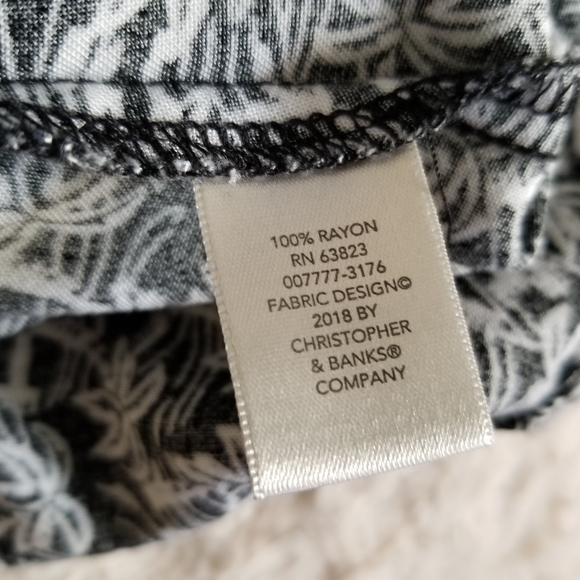 100% RAYON
RN 63823
007777-3176
FABRIC DESIGN©
2018 BY
CHRISTOPHER
& BANKS®
COMPANY